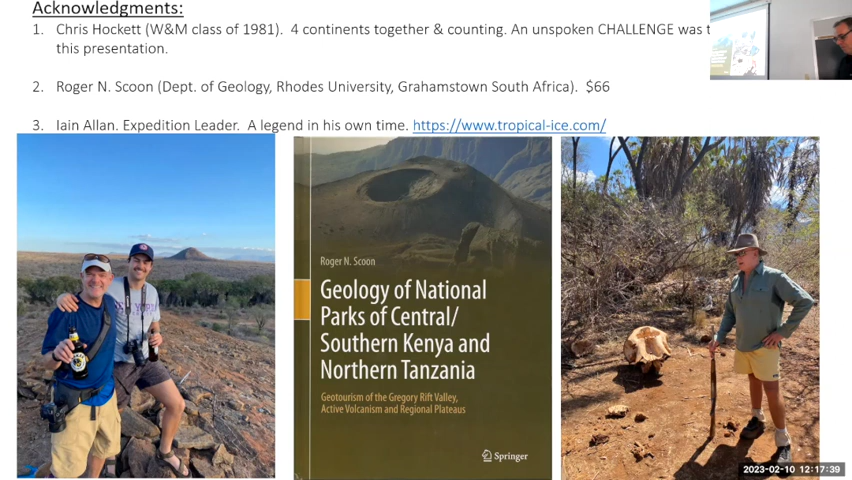 Acknowledgments:
1. Chris Hockett (W&M class of 1981). 4 continents together & counting. An unspoken CHALLENGE was
this presentation.
2. Roger N. Scoon (Dept. of Geology, Rhodes University, Grahamstown South Africa). $66
3. Iain Allan. Expedition Leader. A legend in his own time. https://www.tropical-ice.com/
Roger N. Scoon
Geology of National
Parks of Central/
Southern Kenya and
Northern Tanzania
Geotourism of the Gregory Rift Valley,
Active Volcanism and Regional Plateaus
Springer
2023-02-10 12:17:39